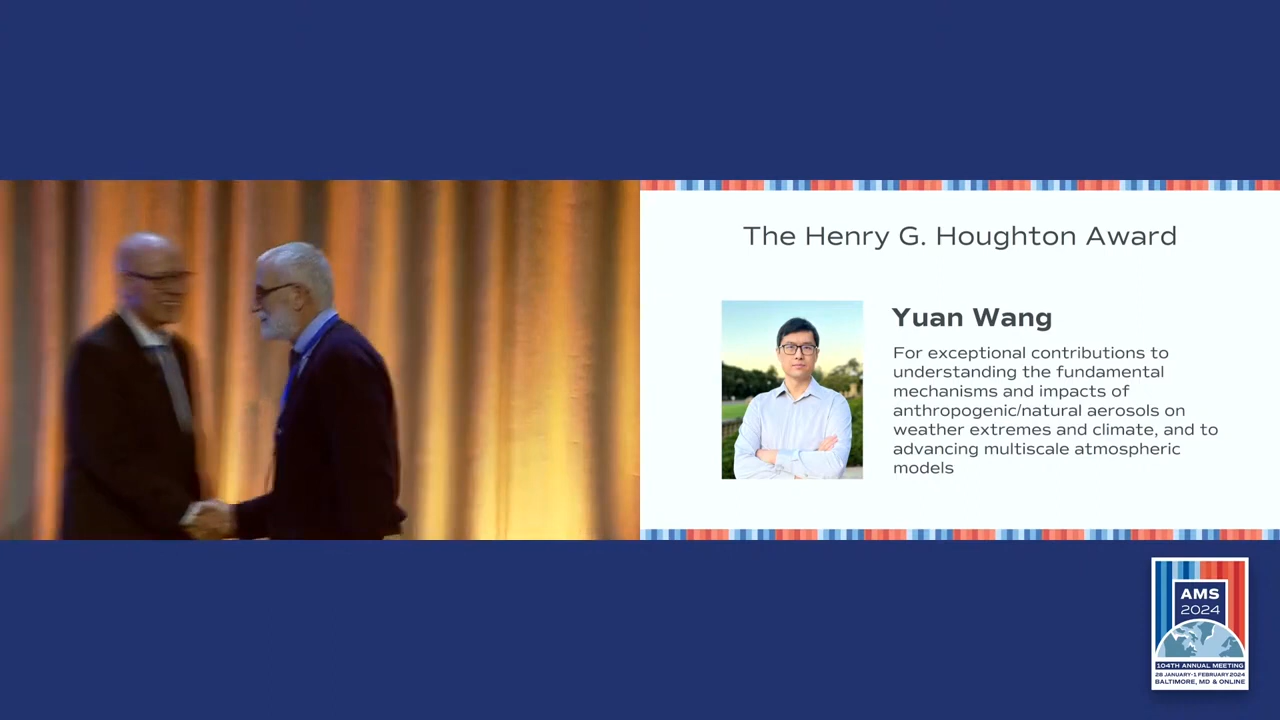 The Henry G. Houghton Award
Yuan Wang
For exceptional contributions to
understanding the fundamental
mechanisms and impacts of
anthropogenic/natural aerosols on
weather extremes and climate, and to
advancing multiscale atmospheric
models
AMS
2024
104TH ANNUAL MEETING
28 JANUARY-1 FEBRUARY 2024
BALTIMORE, MD & ONLINE